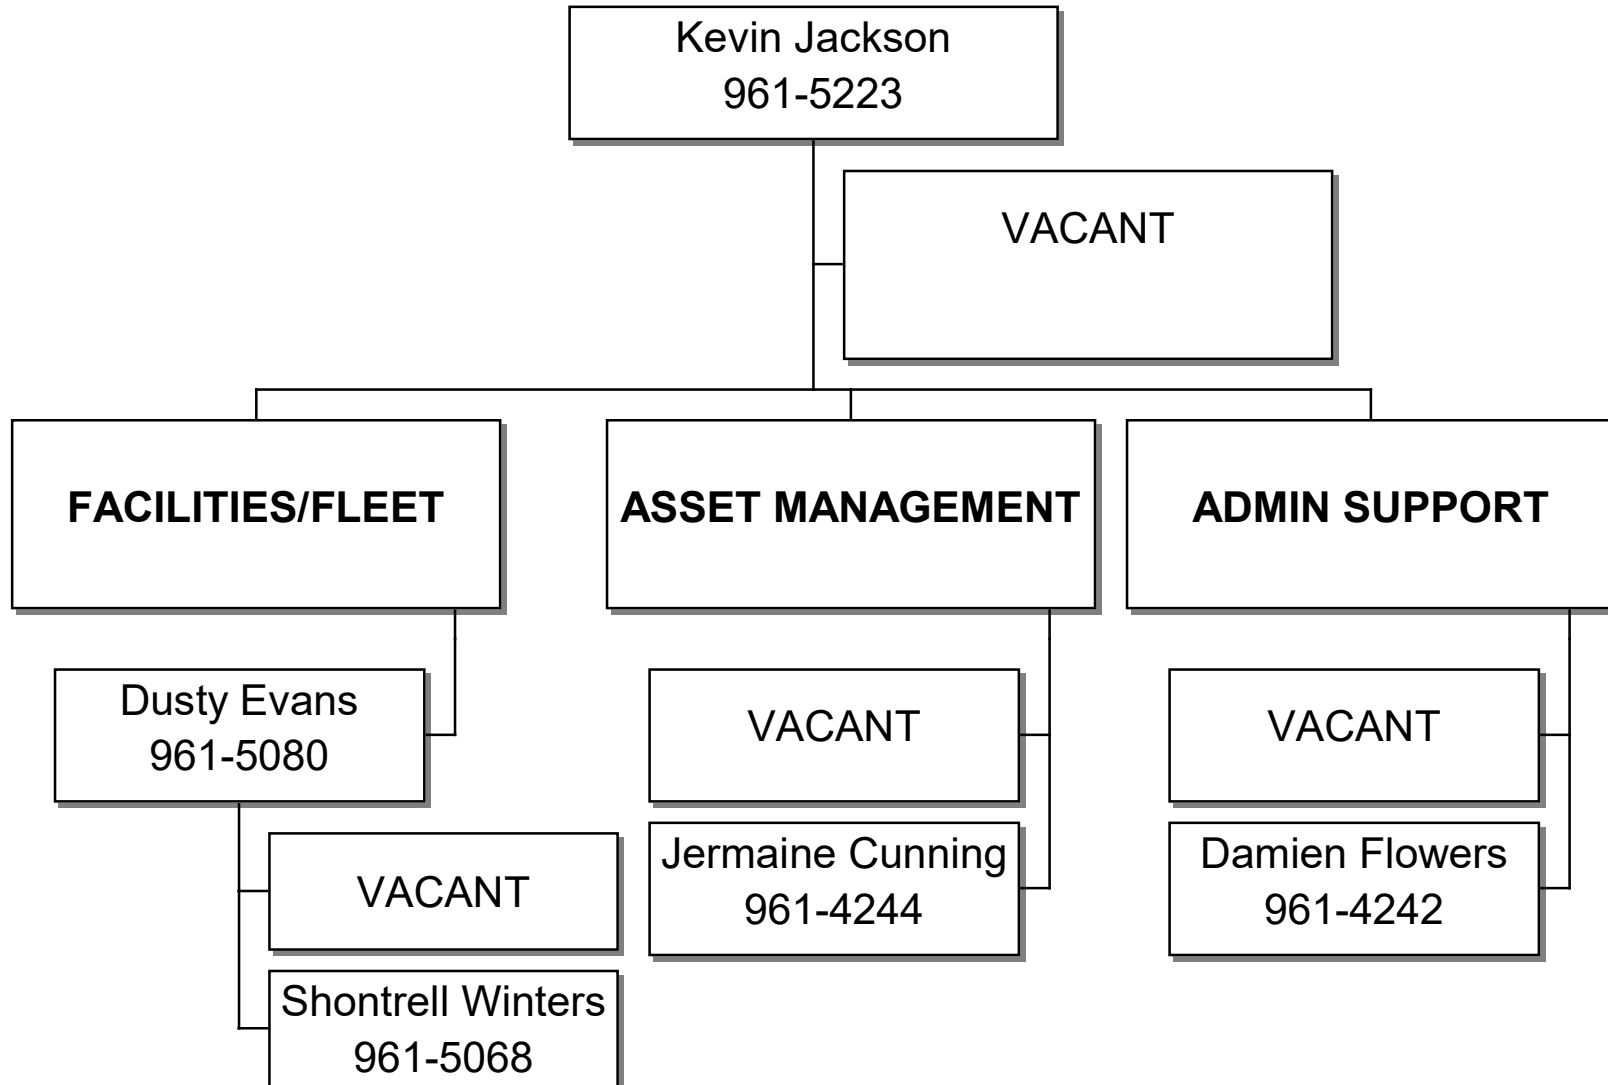 Kevin Jackson
961-5223
VACANT
FACILITIES/FLEET
ASSET MANAGEMENT
ADMIN SUPPORT
Dusty Evans
961-5080
VACANT
Shontrell Winters
961-5068
VACANT
Jermaine Cunning
961-4244
VACANT
Damien Flowers
961-4242